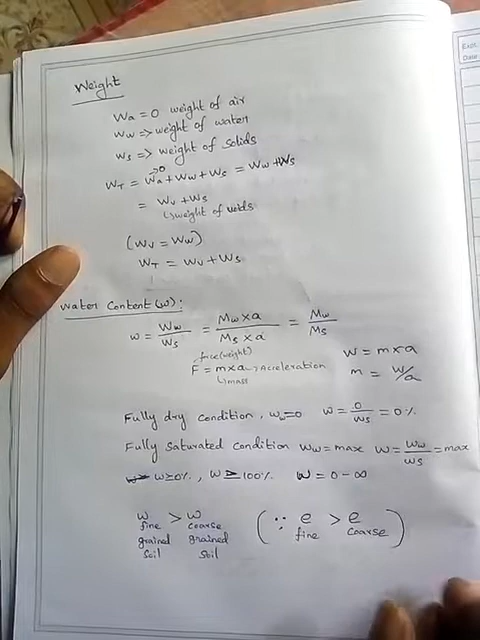 Weight
Wa = 0 weight of air
Ww => weight of water
Ws => weight of solids
WT = Wa→0 + Ww + Ws = Ww + Ws
= Wv + Ws
↳ weight of voids
(Wv = Ww)
WT = Wv + Ws
Water Content (w):
w = Ww/Ws = Mw×a/Ms×a = Mw/Ms
force (weight)
F = m×a → Acceleration
↳ mass
W = m×a
m = W/a
Fully dry condition, ww=0 w = 0/Ws = 0%
Fully Saturated condition Ww = max w = Ww/Ws = max
w ≥ 0%, w ≥ 100% w = 0 - ∞
w fine grained soil > w coarse grained soil (∵ e fine > e coarse)
Expt.
Date